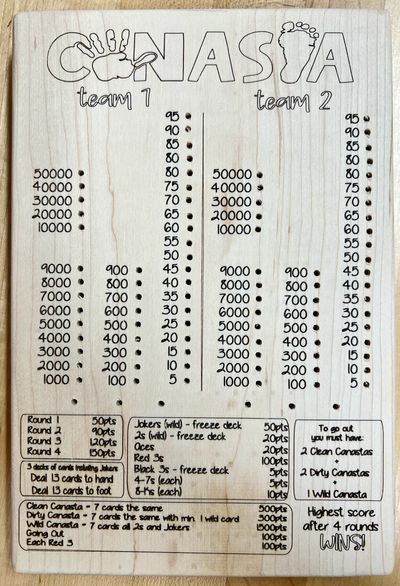 CANASTA
team 1 team 2
95 95
90 90
85 85
80 80
50000 80 50000 80
40000 75 40000 75
30000 70 30000 70
20000 65 20000 65
10000 60 10000 60
55 55
50 50
9000 900 45 9000 900 45
8000 800 40 8000 800 40
7000 700 35 7000 700 35
6000 600 30 6000 600 30
5000 500 25 5000 500 25
4000 400 20 4000 400 20
3000 300 15 3000 300 15
2000 200 10 2000 200 10
1000 100 5 1000 100 5
Round 1 50pts
Round 2 90pts
Round 3 120pts
Round 4 150pts
3 decks of cards including Jokers
Deal 13 cards to hand
Deal 13 cards to foot
Jokers (wild) - freeze deck 50pts
2s (wild) - freeze deck 20pts
Aces 20pts
Red 3s 100pts
Black 3s - freeze deck 5pts
4-7s (each) 5pts
8-Ks (each) 10pts
To go out
you must have:
2 Clean Canastas
+
2 Dirty Canastas
+
1 Wild Canasta
Clean Canasta = 7 cards the same 500pts
Dirty Canasta = 7 cards the same with min. 1 wild card 300pts
Wild Canasta = 7 cards all 2s and Jokers 1500pts
Going Out 100pts
Each Red 3 100pts
Highest score
after 4 rounds
WINS!